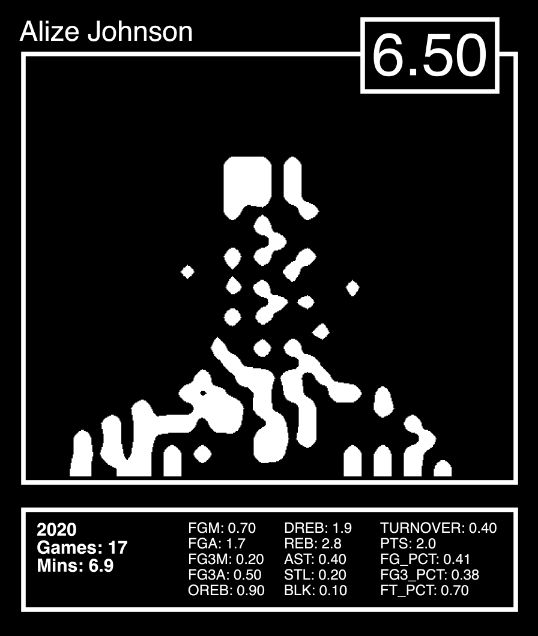 Alize Johnson
6.50
2020
Games: 17
Mins: 6.9
FGM: 0.70
FGA: 1.7
FG3M: 0.20
FG3A: 0.50
OREB: 0.90
DREB: 1.9
REB: 2.8
AST: 0.40
STL: 0.20
BLK: 0.10
TURNOVER: 0.40
PTS: 2.0
FG_PCT: 0.41
FG3_PCT: 0.38
FT_PCT: 0.70